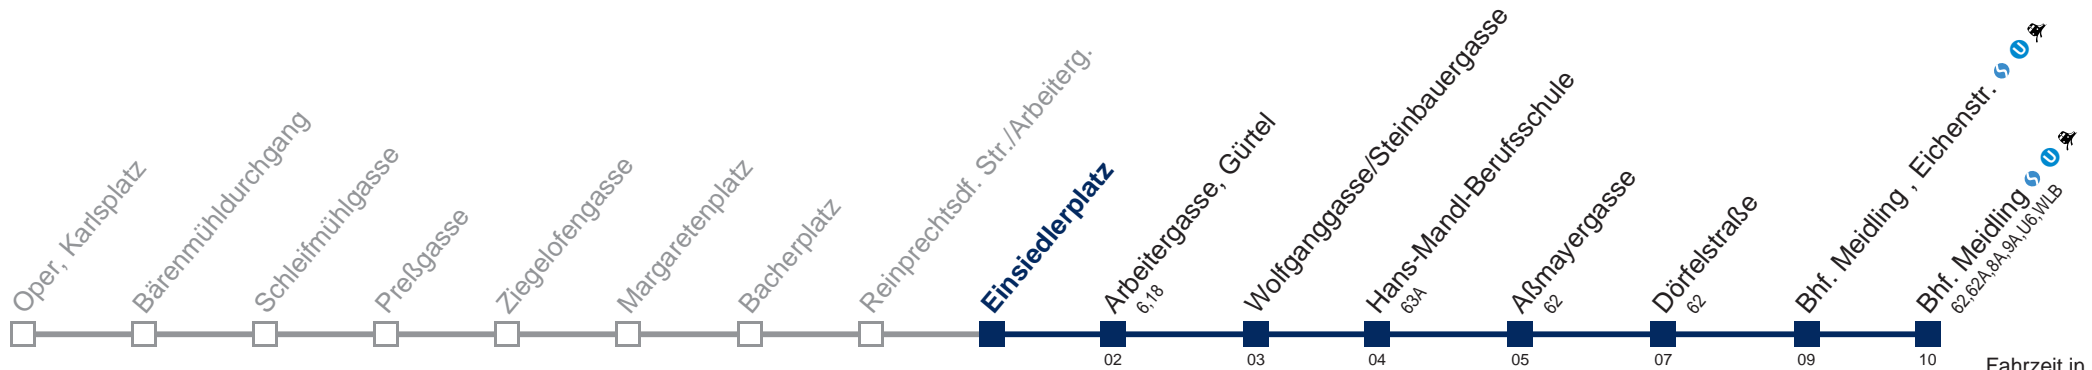 Oper, Karlsplatz
Bärenmühldurchgang
Schleifmühlgasse
Preßgasse
Ziegelofengasse
Margaretenplatz
Bacherplatz
Reinprechtsdf. Str./Arbeiterg.
Einsiedlerplatz
Arbeitergasse, Gürtel
6,18
Wolfganggasse/Steinbauergasse
Hans-Mandl-Berufsschule
63A
Aßmayergasse
62
Dörfelstraße
62
Bhf. Meidling , Eichenstr. S U
Bhf. Meidling S U
62,62A,8A,9A,U6,WLB
02 03 04 05 07 09 10
Fahrzeit in